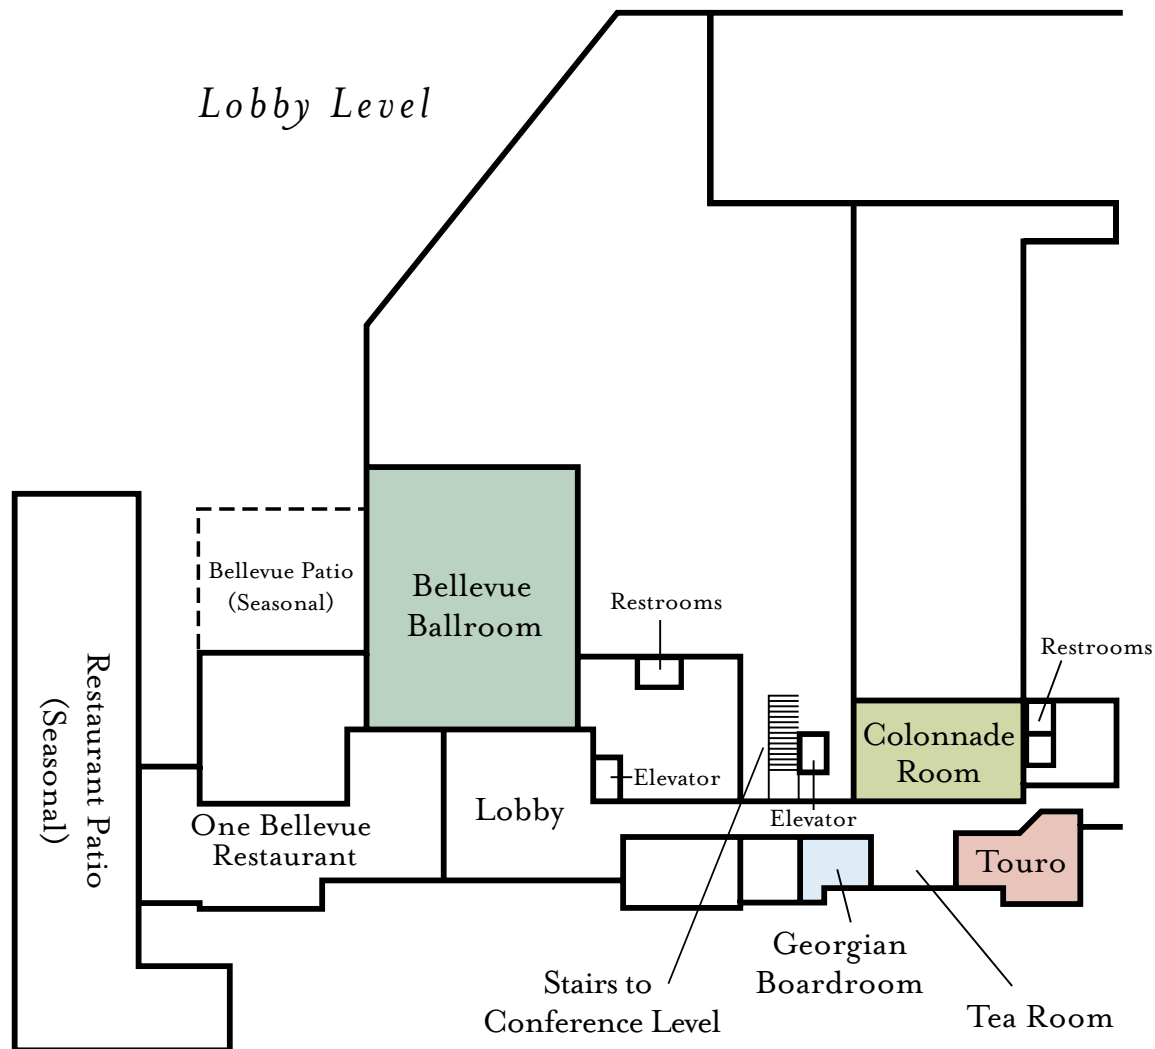 Lobby Level
Bellevue Patio
(Seasonal)
Bellevue
Ballroom
Restrooms
Restrooms
Restaurant Patio
(Seasonal)
Colonnade
Room
Elevator
Lobby
One Bellevue
Restaurant
Elevator
Touro
Georgian
Boardroom
Stairs to
Conference Level
Tea Room